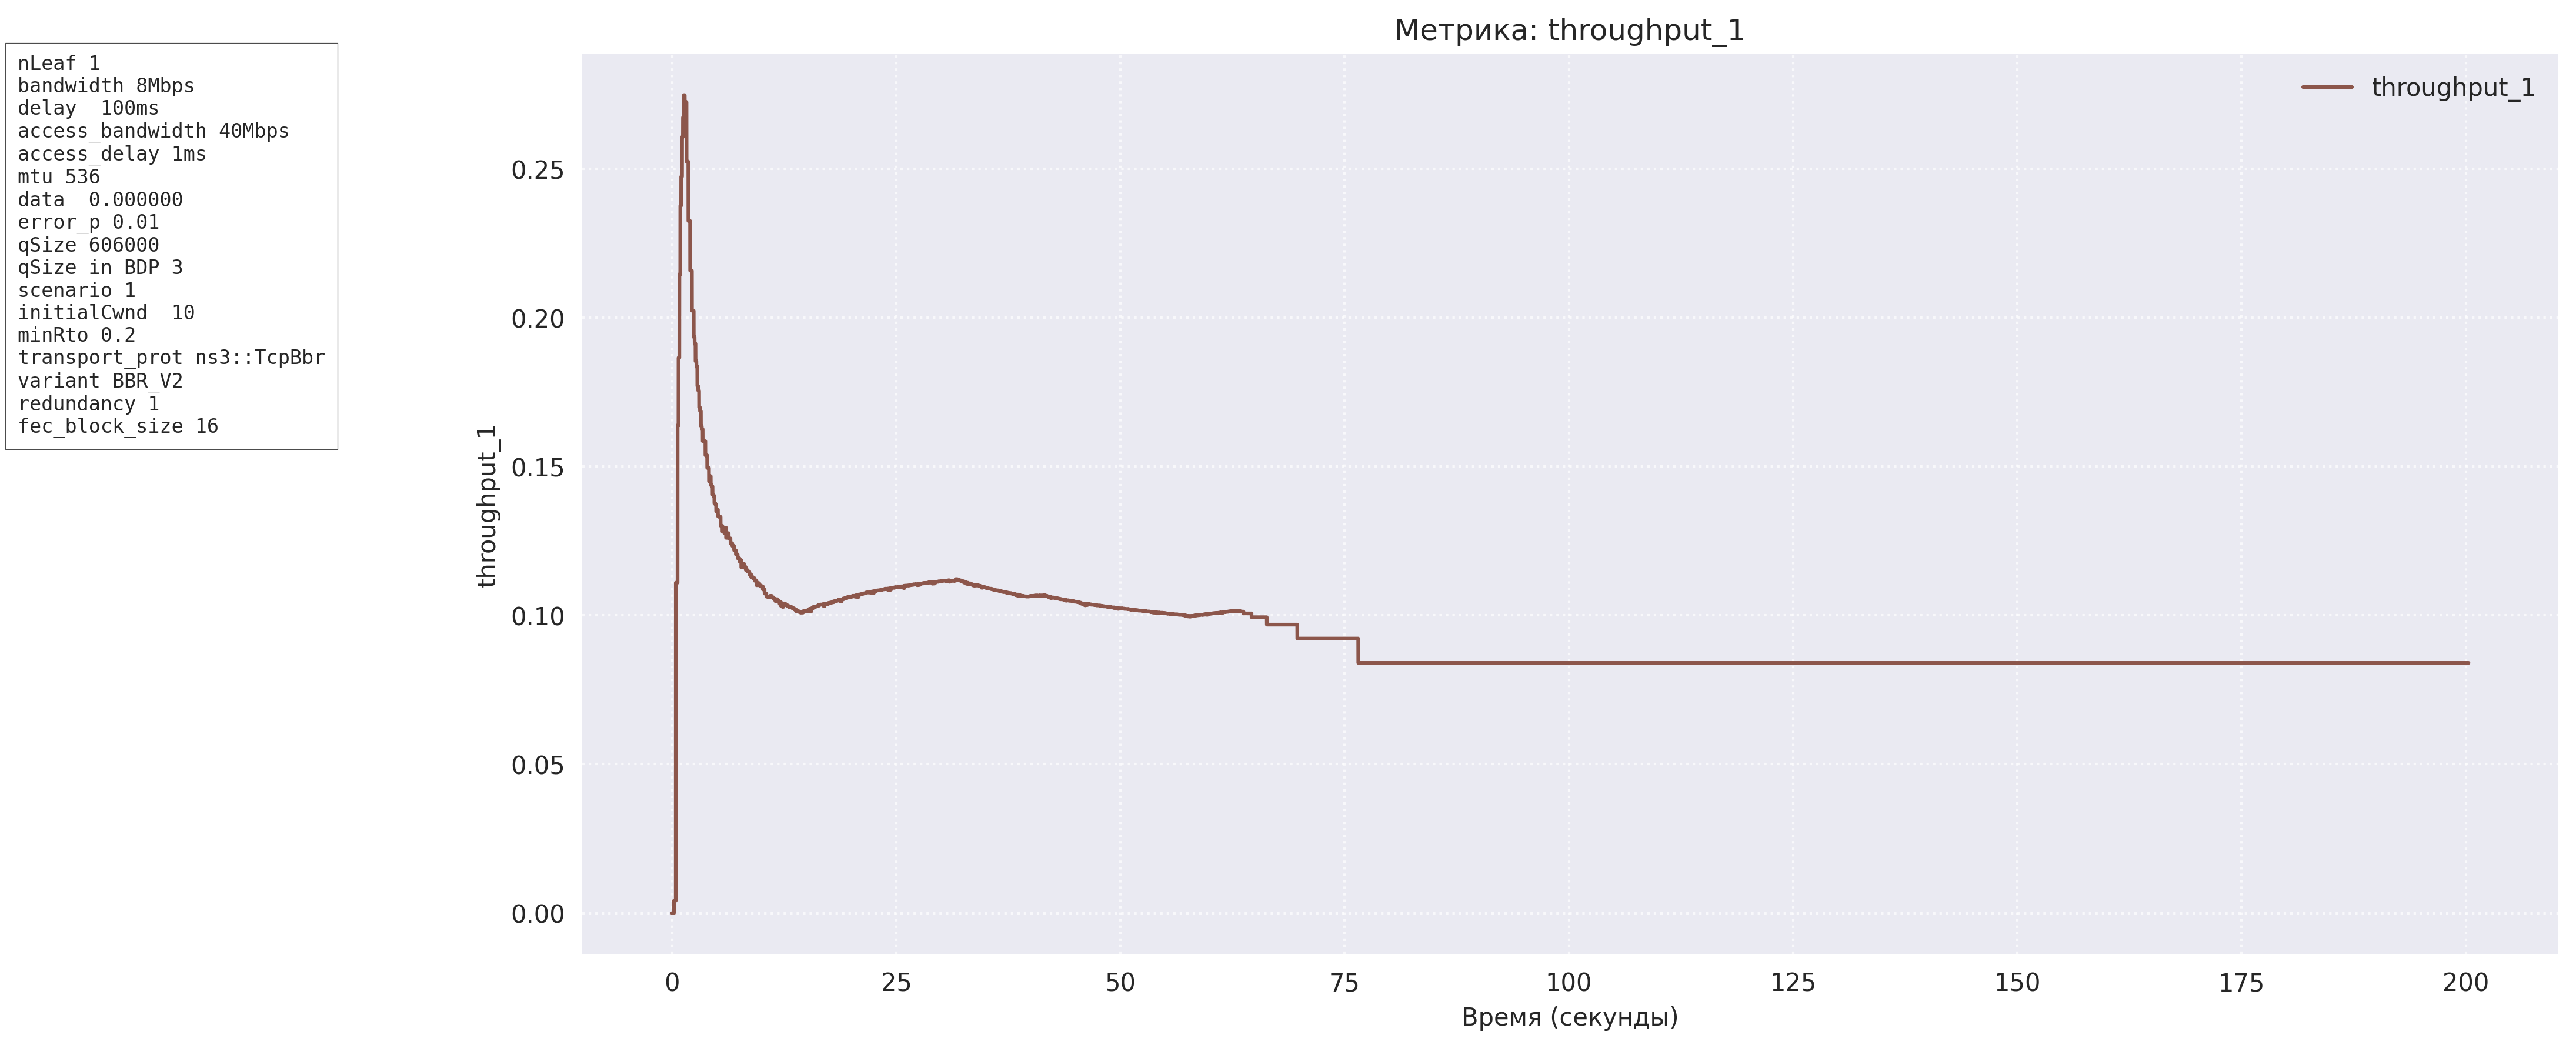 Метрика: throughput_1
nLeaf 1
bandwidth 8Mbps
delay  100ms
access_bandwidth 40Mbps
access_delay 1ms
mtu 536
data  0.000000
error_p 0.01
qSize 606000
qSize in BDP 3
scenario 1
initialCwnd  10
minRto 0.2
transport_prot ns3::TcpBbr
variant BBR_V2
redundancy 1
fec_block_size 16
throughput_1
throughput_1
0.25
0.20
0.15
0.10
0.05
0.00
0 25 50 75 100 125 150 175 200
Время (секунды)